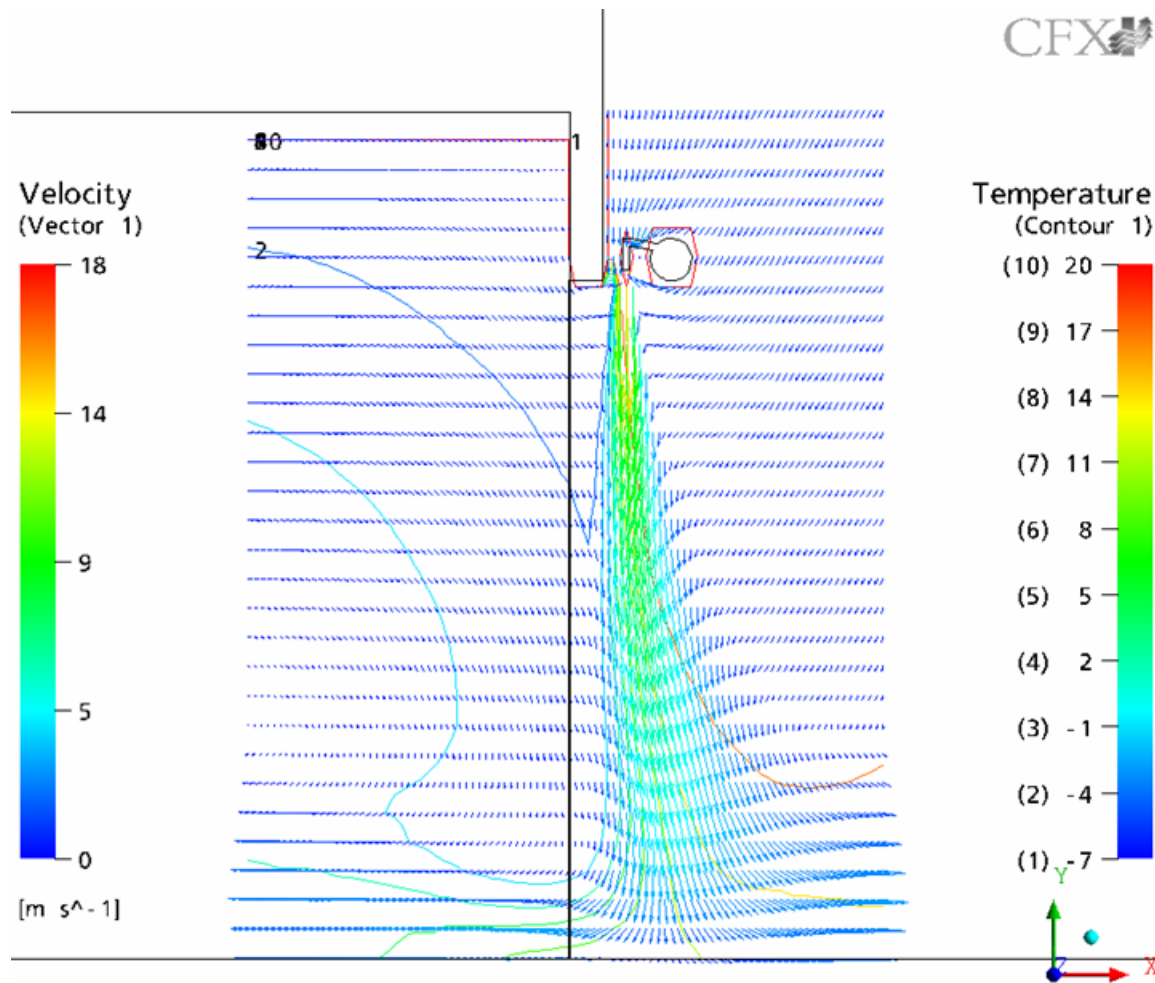 CFX
1
Velocity
(Vector 1)
18
14
9
5
0
[m s^-1]
2
Temperature
(Contour 1)
(10) 20
(9) 17
(8) 14
(7) 11
(6) 8
(5) 5
(4) 2
(3) -1
(2) -4
(1) -7
Y
Z
X